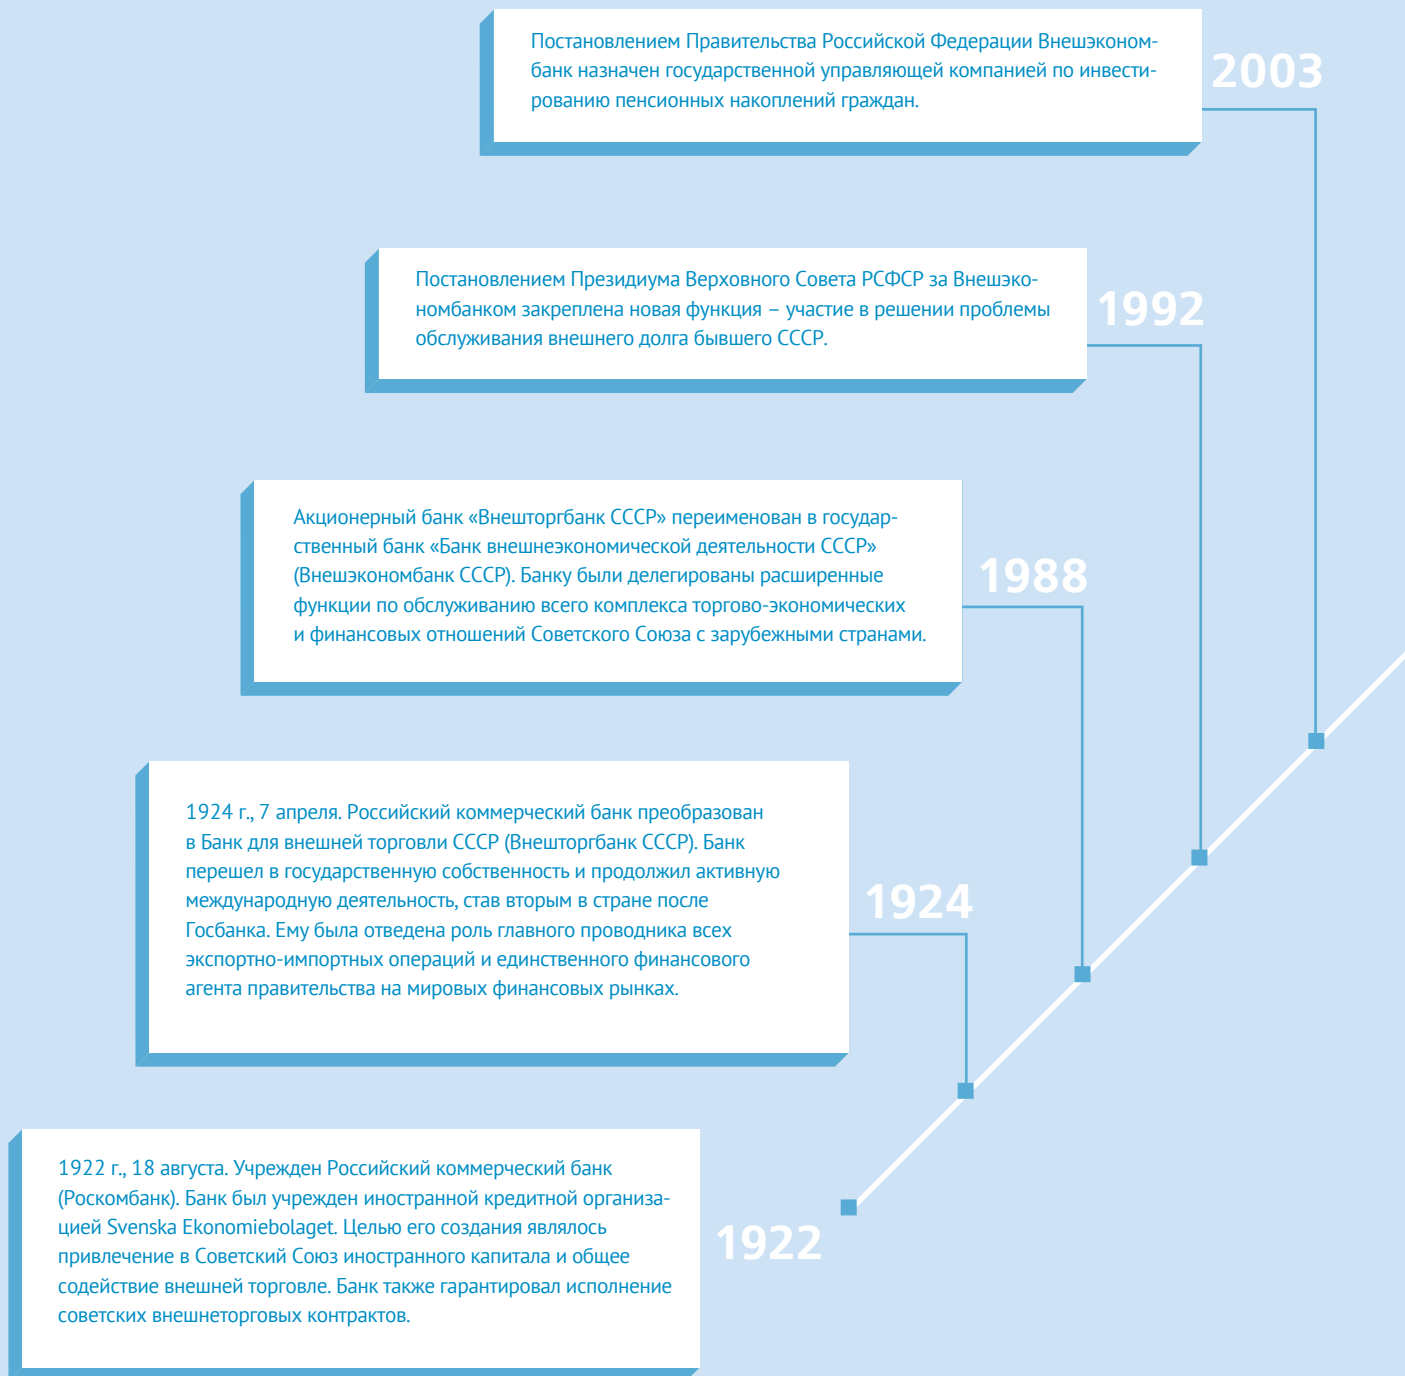 Постановлением Правительства Российской Федерации Внешэконом-
банк назначен государственной управляющей компанией по инвести-
рованию пенсионных накоплений граждан.
2003
Постановлением Президиума Верховного Совета РСФСР за Внешэко-
номбанком закреплена новая функция – участие в решении проблемы
обслуживания внешнего долга бывшего СССР.
1992
Акционерный банк «Внешторгбанк СССР» переименован в государ-
ственный банк «Банк внешнеэкономической деятельности СССР»
(Внешэкономбанк СССР). Банку были делегированы расширенные
функции по обслуживанию всего комплекса торгово-экономических
и финансовых отношений Советского Союза с зарубежными странами.
1988
1924 г., 7 апреля. Российский коммерческий банк преобразован
в Банк для внешней торговли СССР (Внешторгбанк СССР). Банк
перешел в государственную собственность и продолжил активную
международную деятельность, став вторым в стране после
Госбанка. Ему была отведена роль главного проводника всех
экспортно-импортных операций и единственного финансового
агента правительства на мировых финансовых рынках.
1924
1922 г., 18 августа. Учрежден Российский коммерческий банк
(Роскомбанк). Банк был учрежден иностранной кредитной организа-
цией Svenska Ekonomiebolaget. Целью его создания являлось
привлечение в Советский Союз иностранного капитала и общее
содействие внешней торговле. Банк также гарантировал исполнение
советских внешнеторговых контрактов.
1922